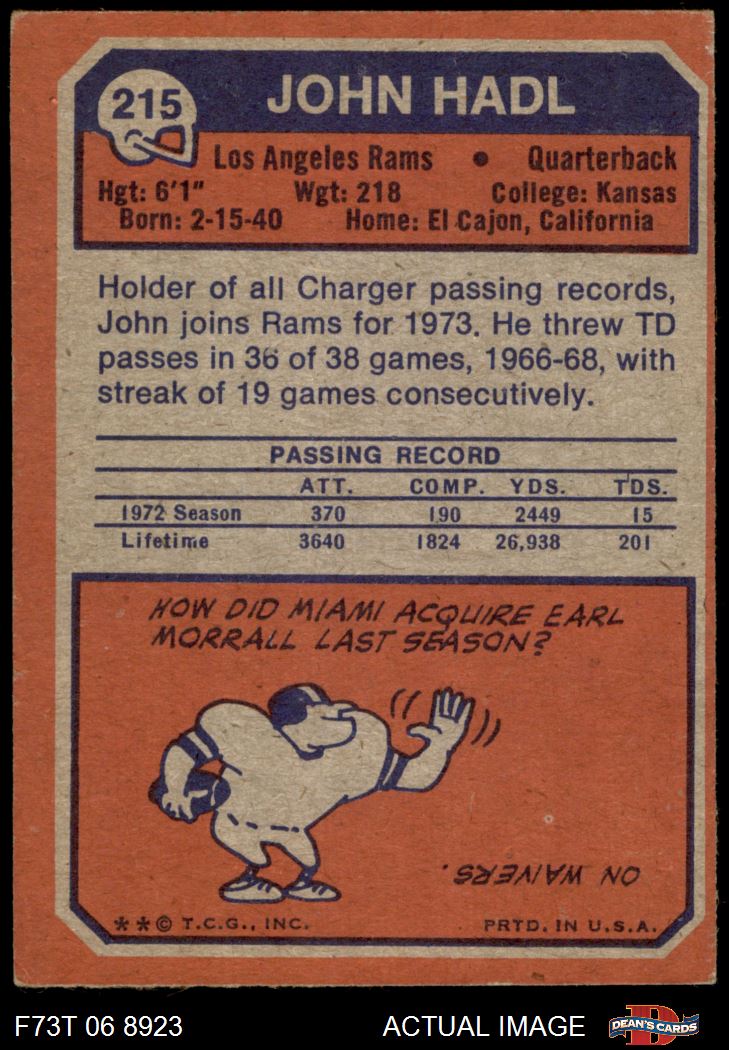 215
JOHN HADL
Los Angeles Rams • Quarterback
Hgt: 6'1" Wgt: 218 College: Kansas
Born: 2-15-40 Home: El Cajon, California
Holder of all Charger passing records,
John joins Rams for 1973. He threw TD
passes in 36 of 38 games, 1966-68, with
streak of 19 games consecutively.
PASSING RECORD
ATT. COMP. YDS. TDS.
1972 Season 370 190 2449 15
Lifetime 3640 1824 26,938 201
HOW DID MIAMI ACQUIRE EARL
MORRALL LAST SEASON?
ON WAIVERS.
**© T.C.G., INC. PRTD. IN U.S.A.
F73T 06 8923 ACTUAL IMAGE D DEAN'S CARDS